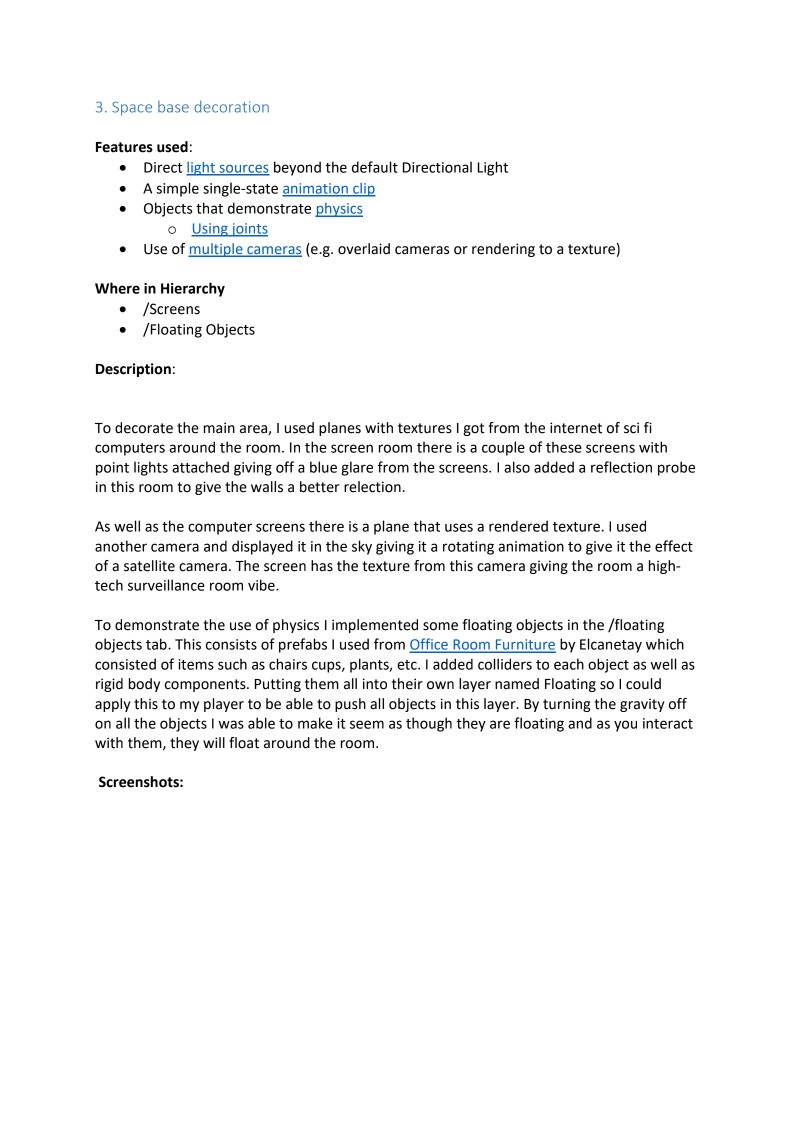 3. Space base decoration
Features used:
• Direct light sources beyond the default Directional Light
• A simple single-state animation clip
• Objects that demonstrate physics
o Using joints
• Use of multiple cameras (e.g. overlaid cameras or rendering to a texture)
Where in Hierarchy
• /Screens
• /Floating Objects
Description:
To decorate the main area, I used planes with textures I got from the internet of sci fi
computers around the room. In the screen room there is a couple of these screens with
point lights attached giving off a blue glare from the screens. I also added a reflection probe
in this room to give the walls a better relection.
As well as the computer screens there is a plane that uses a rendered texture. I used
another camera and displayed it in the sky giving it a rotating animation to give it the effect
of a satellite camera. The screen has the texture from this camera giving the room a high-
tech surveillance room vibe.
To demonstrate the use of physics I implemented some floating objects in the /floating
objects tab. This consists of prefabs I used from Office Room Furniture by Elcanetay which
consisted of items such as chairs cups, plants, etc. I added colliders to each object as well as
rigid body components. Putting them all into their own layer named Floating so I could
apply this to my player to be able to push all objects in this layer. By turning the gravity off
on all the objects I was able to make it seem as though they are floating and as you interact
with them, they will float around the room.
Screenshots: